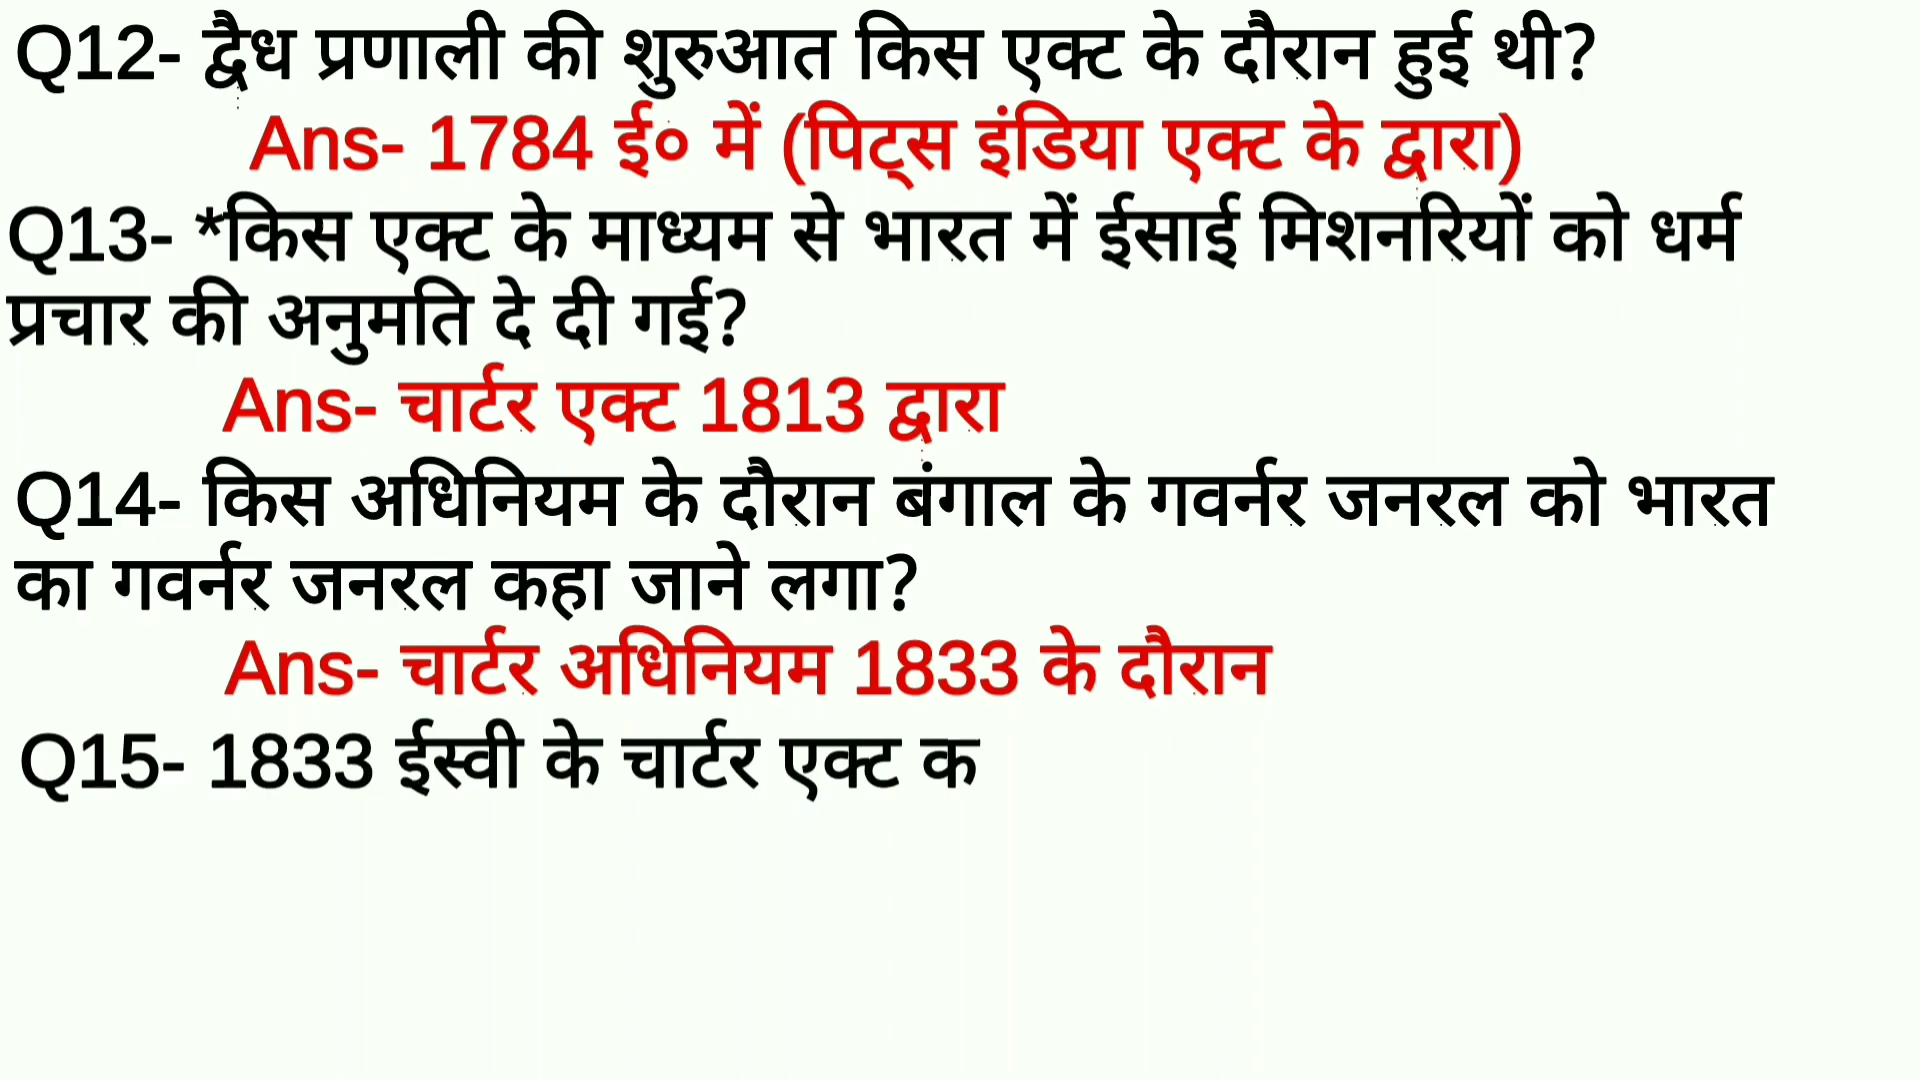 Q12- द्वैध प्रणाली की शुरुआत किस एक्ट के दौरान हुई थी?
Ans- 1784 ई० में (पिट्स इंडिया एक्ट के द्वारा)
Q13- *किस एक्ट के माध्यम से भारत में ईसाई मिशनरियों को धर्म
प्रचार की अनुमति दे दी गई?
Ans- चार्टर एक्ट 1813 द्वारा
Q14- किस अधिनियम के दौरान बंगाल के गवर्नर जनरल को भारत
का गवर्नर जनरल कहा जाने लगा?
Ans- चार्टर अधिनियम 1833 के दौरान
Q15- 1833 ईस्वी के चार्टर एक्ट क